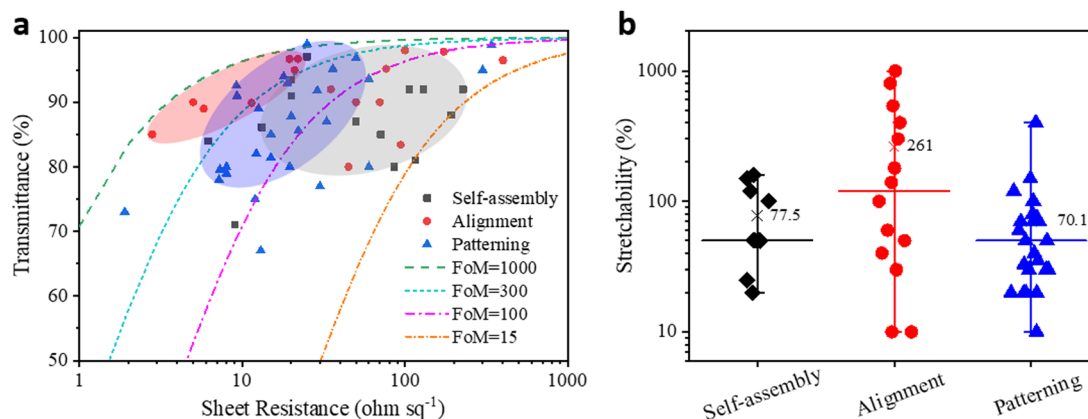 a
100
90
80
70
60
50
Transmittance (%)
1
10
100
1000
Sheet Resistance (ohm sq-1)
Self-assembly
Alignment
Patterning
FoM=1000
FoM=300
FoM=100
FoM=15
b
1000
100
10
Stretchability (%)
77.5
261
70.1
Self-assembly
Alignment
Patterning